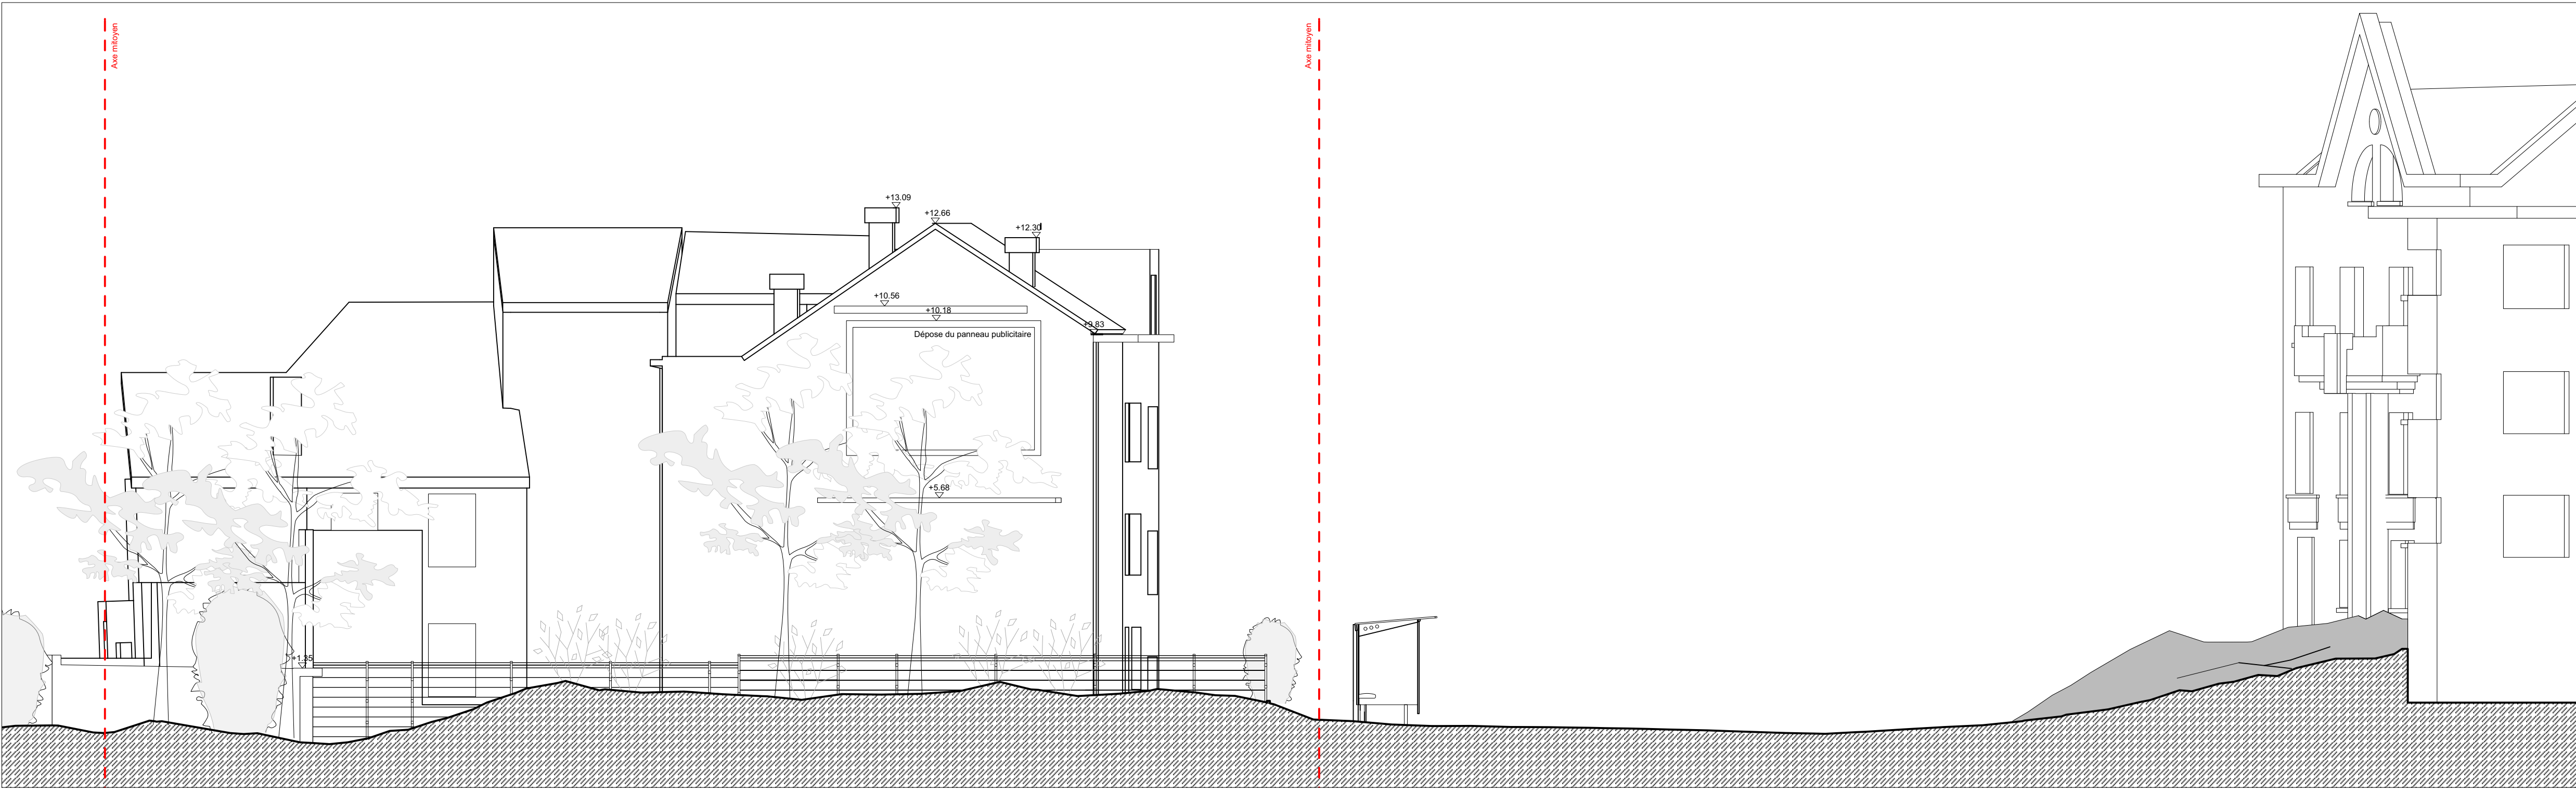 Axe mitoyen
Axe mitoyen
+13.09
+12.66
+12.30
+10.56
+10.18
+9.83
Dépose du panneau publicitaire
+5.68
+1.35